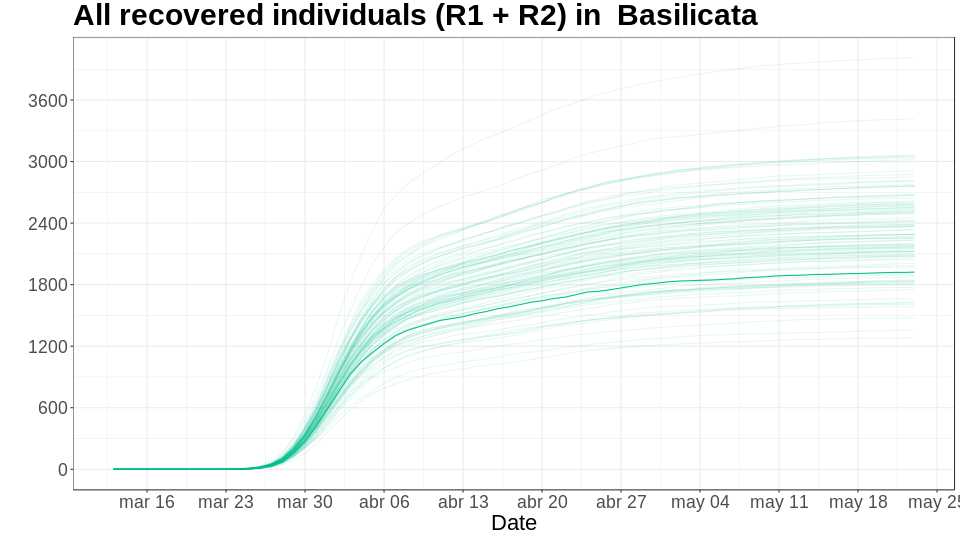 All recovered individuals (R1 + R2) in  Basilicata
3600
3000
2400
1800
1200
600
0
mar 16 mar 23 mar 30 abr 06 abr 13 abr 20 abr 27 may 04 may 11 may 18 may 25
Date